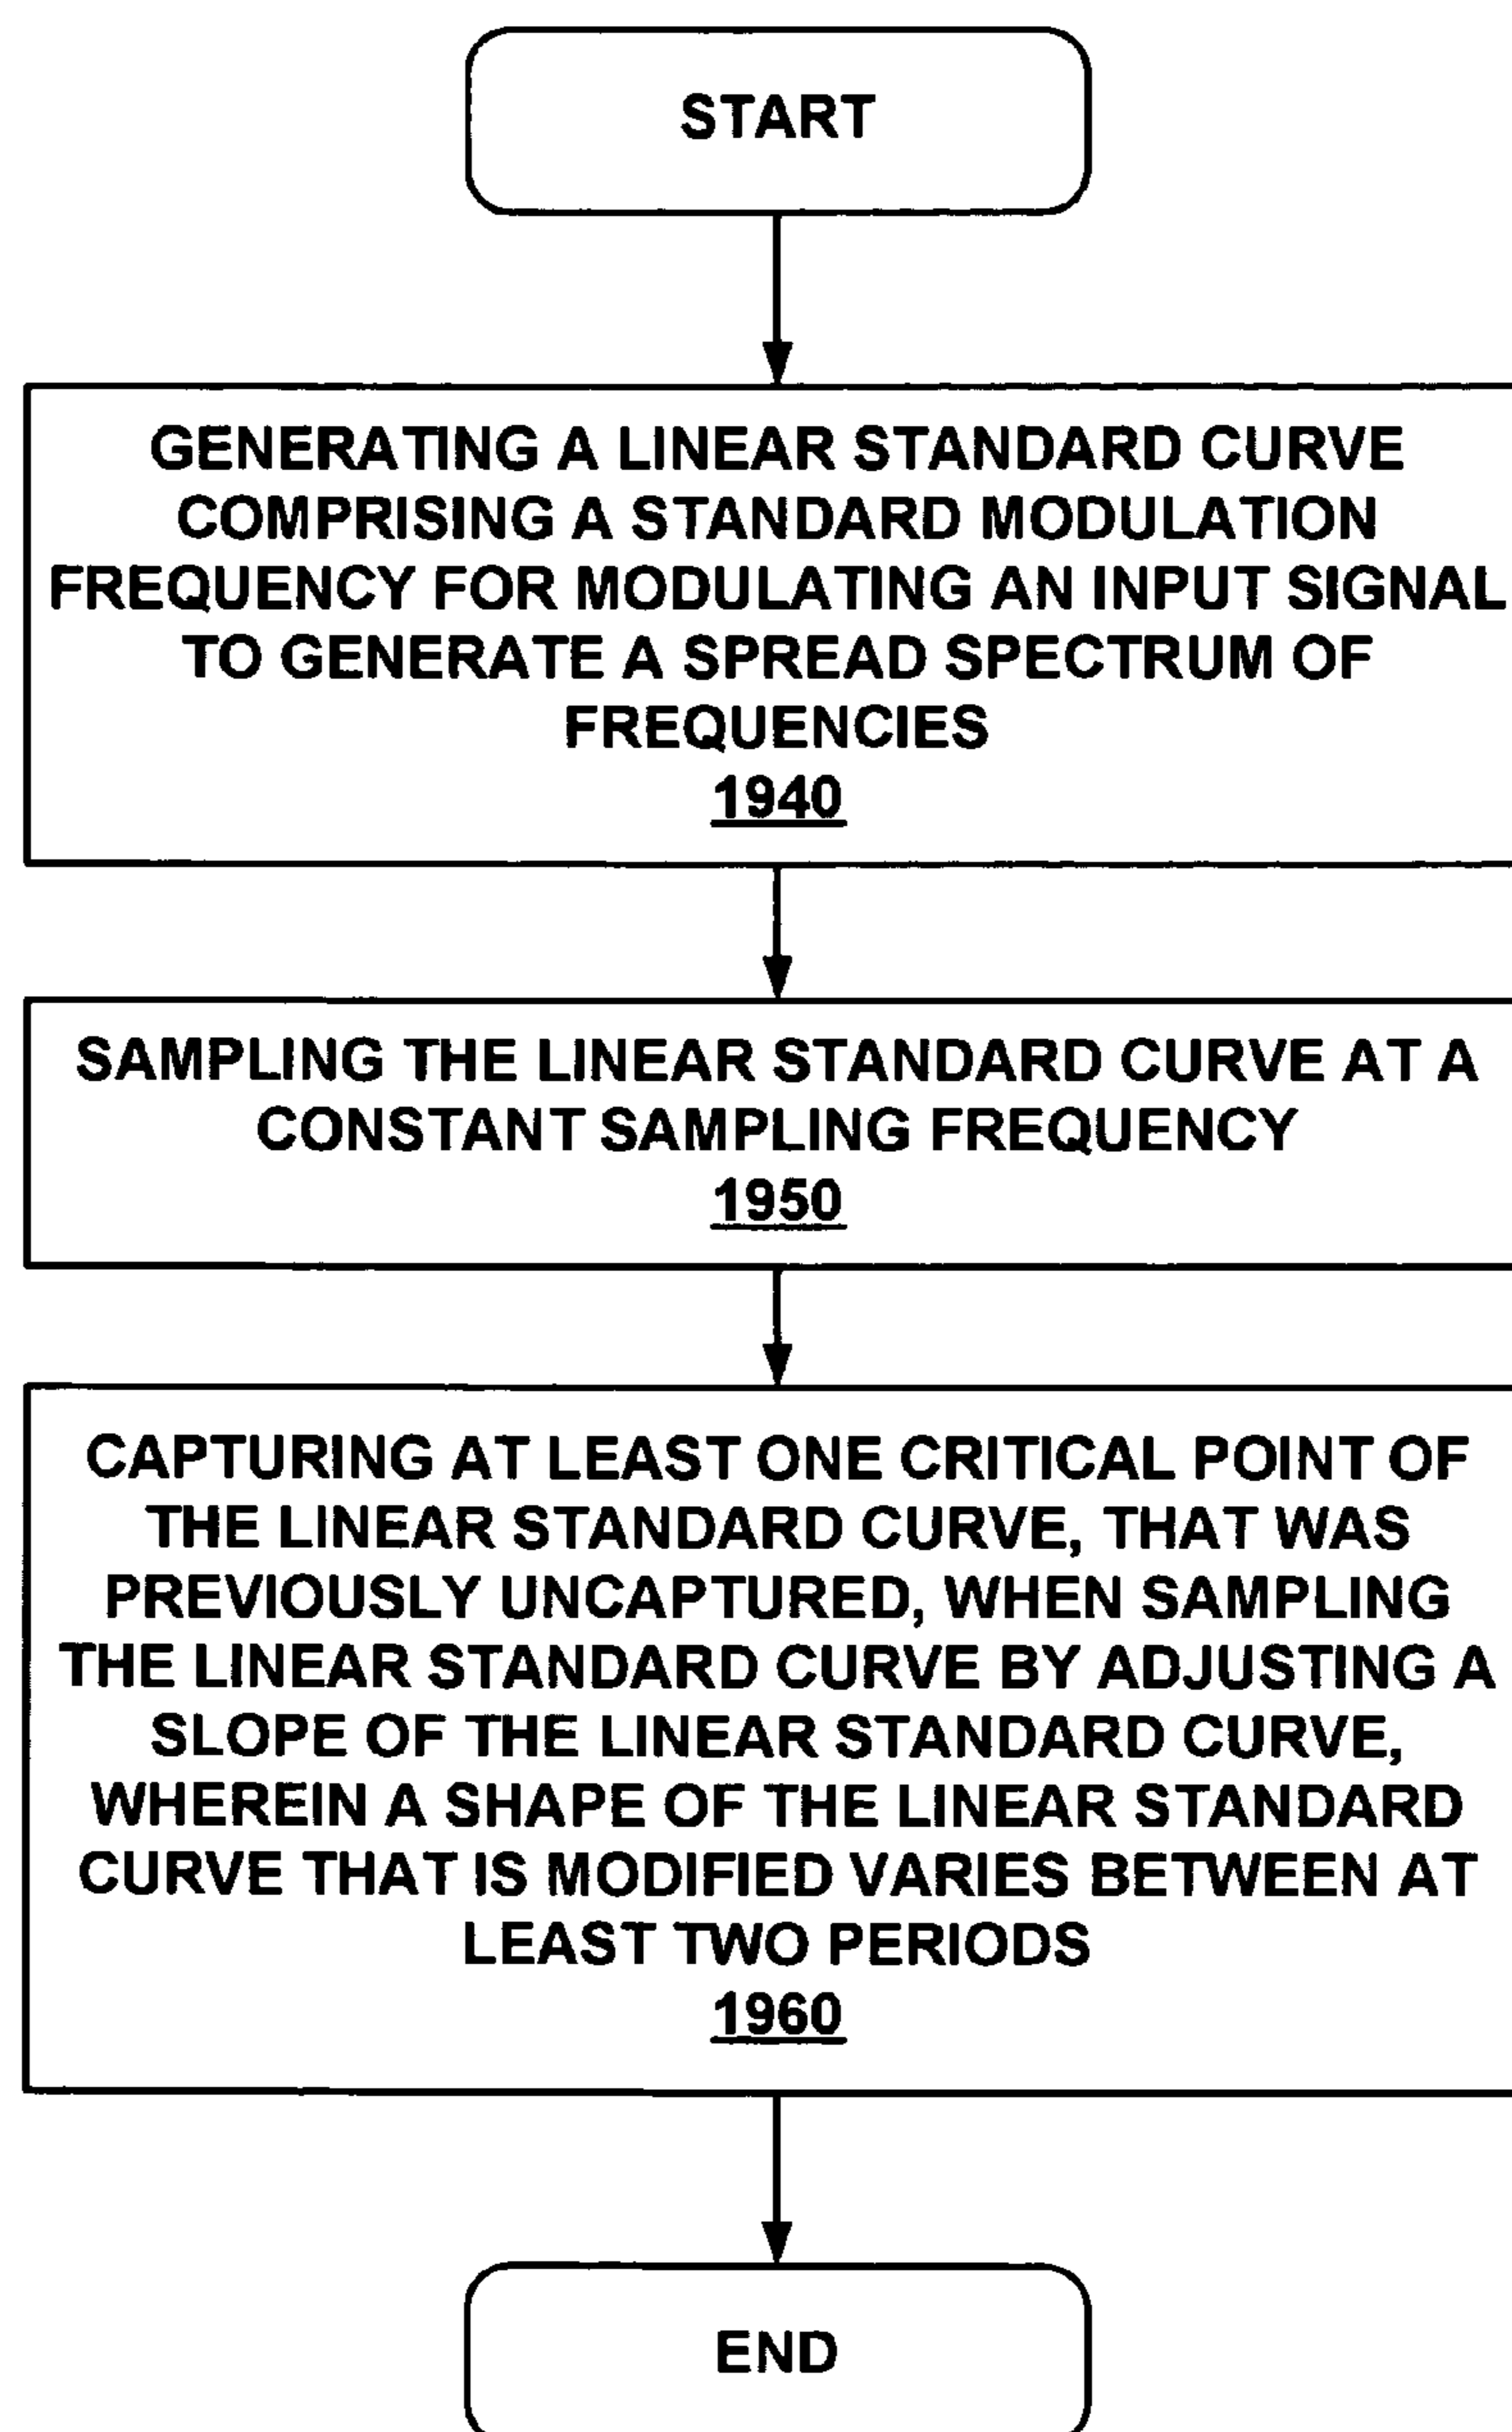 START
GENERATING A LINEAR STANDARD CURVE
COMPRISING A STANDARD MODULATION
FREQUENCY FOR MODULATING AN INPUT SIGNAL
TO GENERATE A SPREAD SPECTRUM OF
FREQUENCIES
1940
SAMPLING THE LINEAR STANDARD CURVE AT A
CONSTANT SAMPLING FREQUENCY
1950
CAPTURING AT LEAST ONE CRITICAL POINT OF
THE LINEAR STANDARD CURVE, THAT WAS
PREVIOUSLY UNCAPTURED, WHEN SAMPLING
THE LINEAR STANDARD CURVE BY ADJUSTING A
SLOPE OF THE LINEAR STANDARD CURVE,
WHEREIN A SHAPE OF THE LINEAR STANDARD
CURVE THAT IS MODIFIED VARIES BETWEEN AT
LEAST TWO PERIODS
1960
END